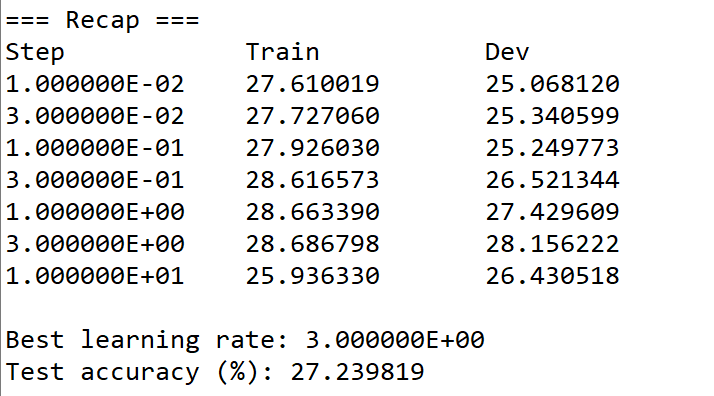 === Recap ===
Step Train Dev
1.000000E-02 27.610019 25.068120
3.000000E-02 27.727060 25.340599
1.000000E-01 27.926030 25.249773
3.000000E-01 28.616573 26.521344
1.000000E+00 28.663390 27.429609
3.000000E+00 28.686798 28.156222
1.000000E+01 25.936330 26.430518
Best learning rate: 3.000000E+00
Test accuracy (%): 27.239819